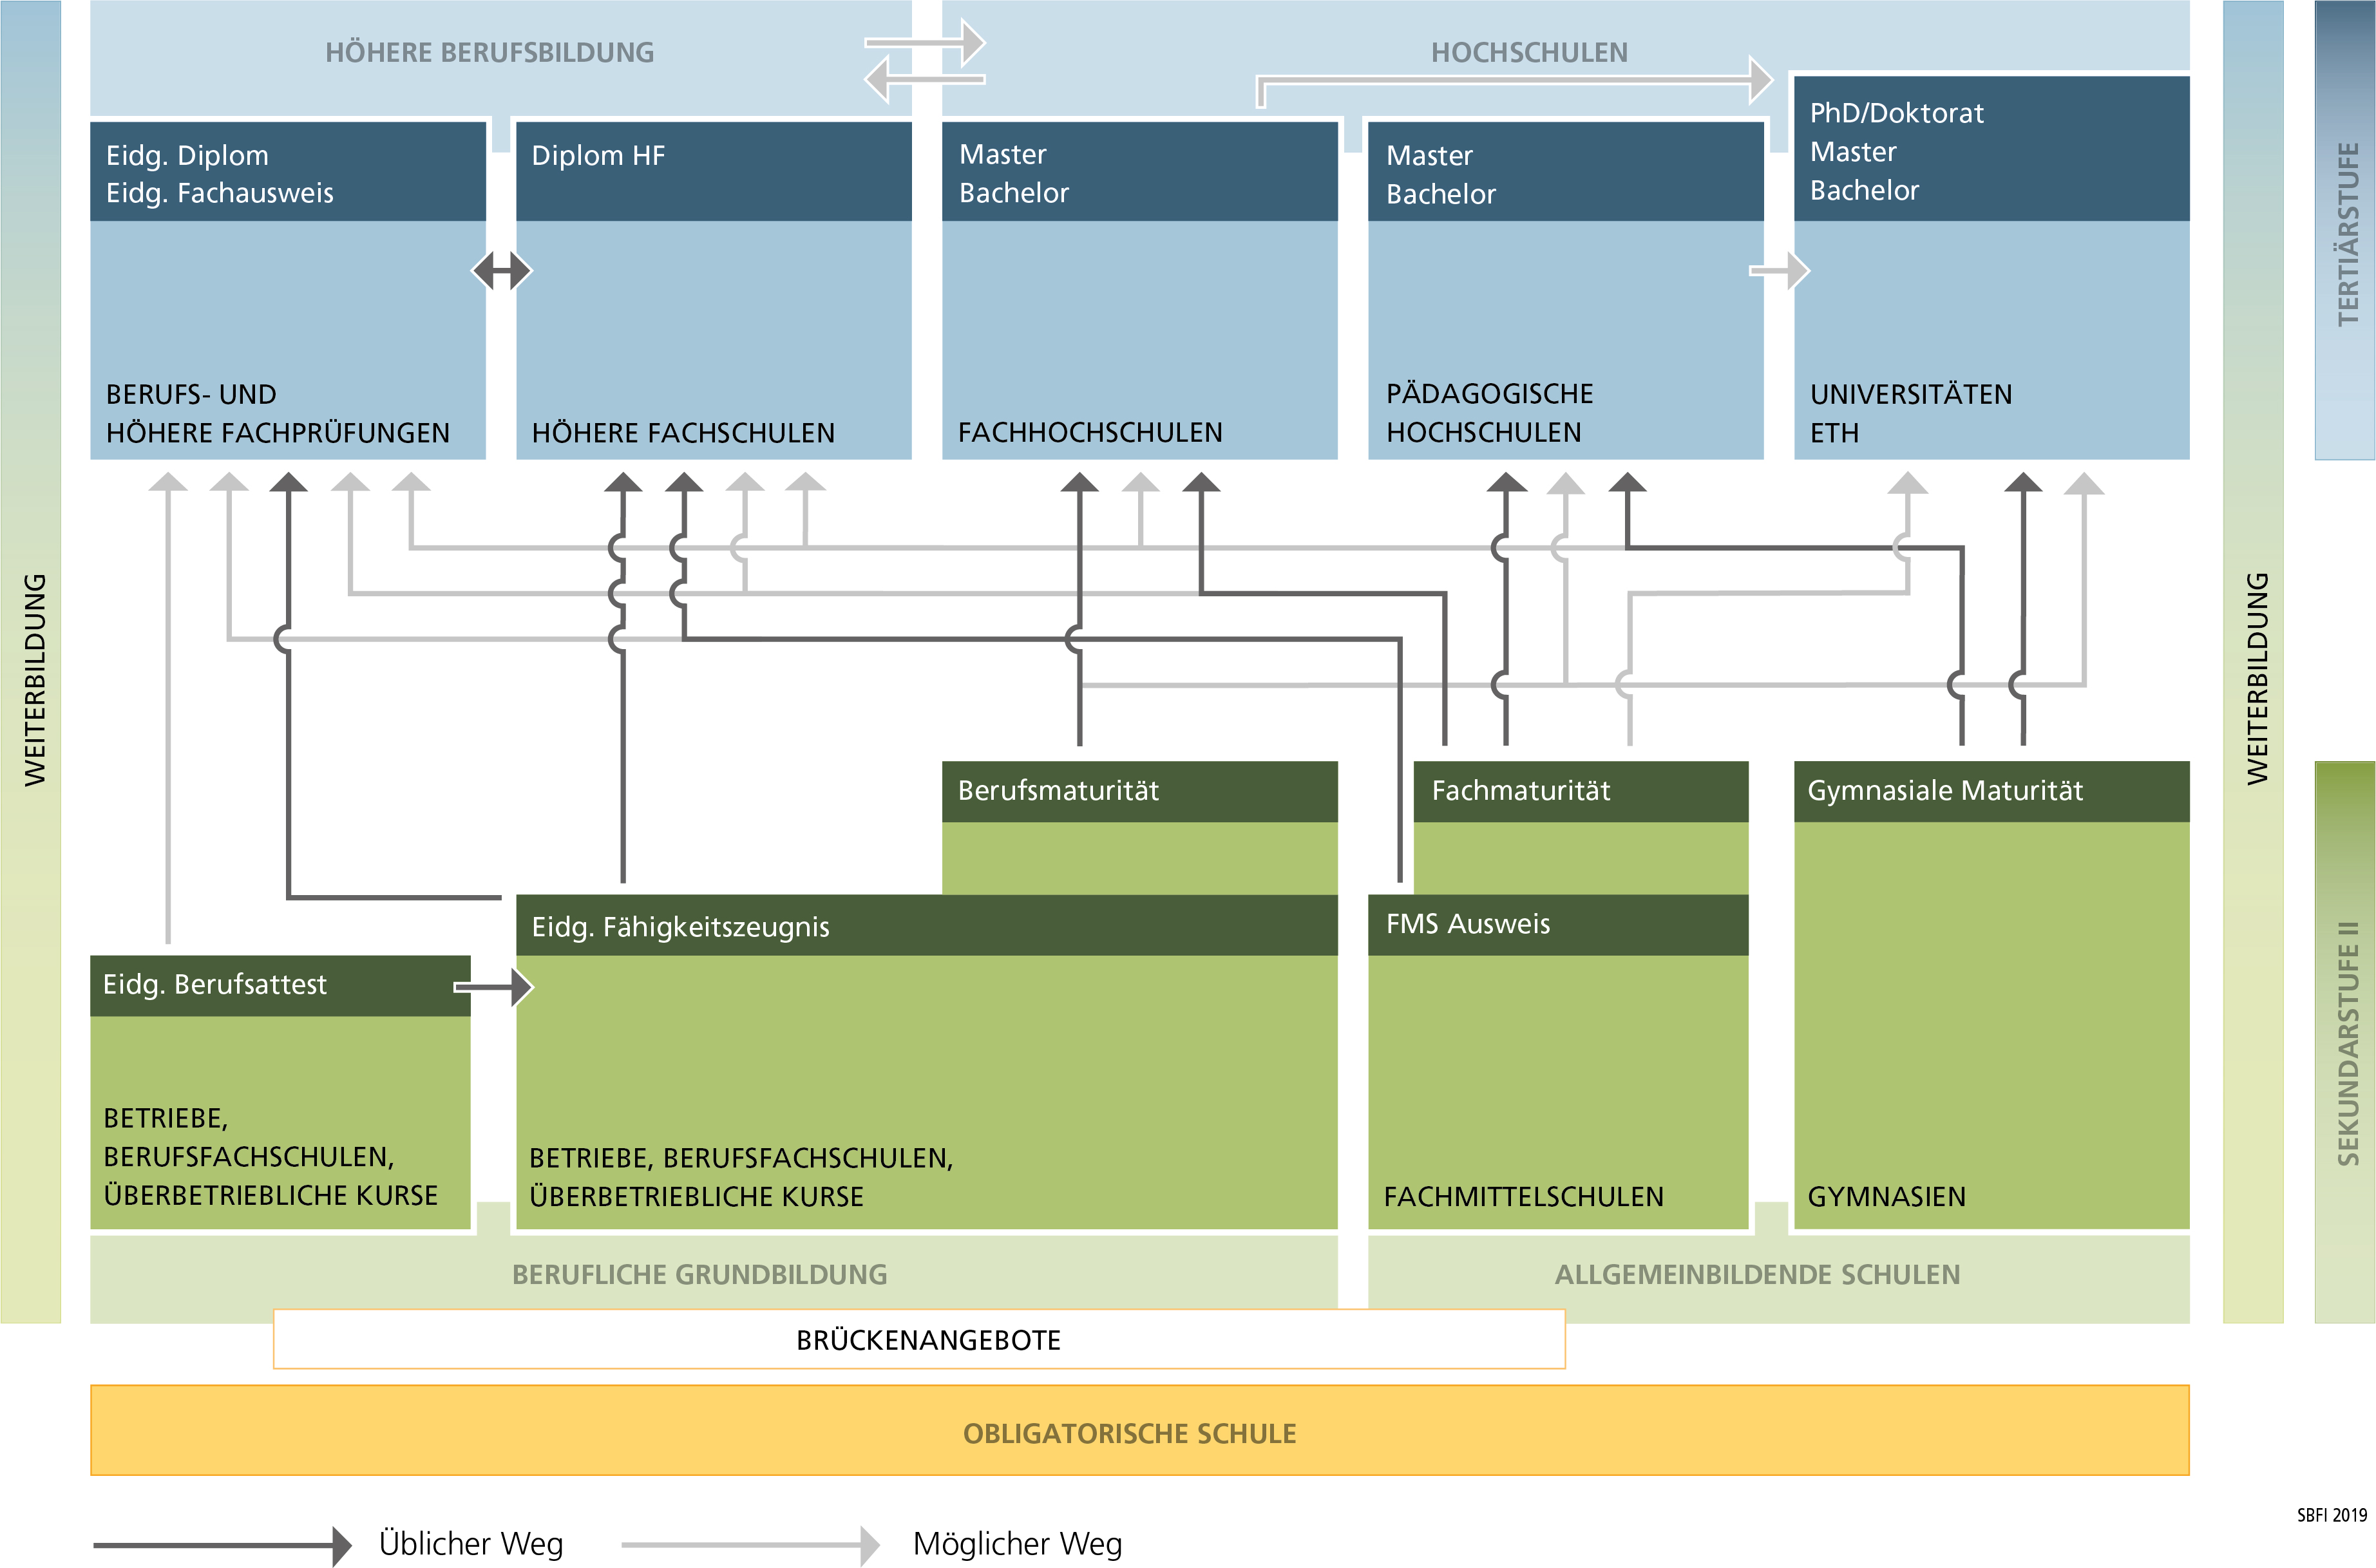 HÖHERE BERUFSBILDUNG
HOCHSCHULEN
Eidg. Diplom
Eidg. Fachausweis
BERUFS- UND
HÖHERE FACHPRÜFUNGEN
Diplom HF
HÖHERE FACHSCHULEN
Master
Bachelor
FACHHOCHSCHULEN
Master
Bachelor
PÄDAGOGISCHE
HOCHSCHULEN
PhD/Doktorat
Master
Bachelor
UNIVERSITÄTEN
ETH
TERTIÄRSTUFE
WEITERBILDUNG
WEITERBILDUNG
Berufsmaturität
Fachmaturität
Gymnasiale Maturität
Eidg. Fähigkeitszeugnis
FMS Ausweis
Eidg. Berufsattest
BETRIEBE,
BERUFSFACHSCHULEN,
ÜBERBETRIEBLICHE KURSE
BETRIEBE, BERUFSFACHSCHULEN,
ÜBERBETRIEBLICHE KURSE
FACHMITTELSCHULEN
GYMNASIEN
SEKUNDARSTUFE II
BERUFLICHE GRUNDBILDUNG
ALLGEMEINBILDENDE SCHULEN
BRÜCKENANGEBOTE
OBLIGATORISCHE SCHULE
SBFI 2019
Üblicher Weg
Möglicher Weg